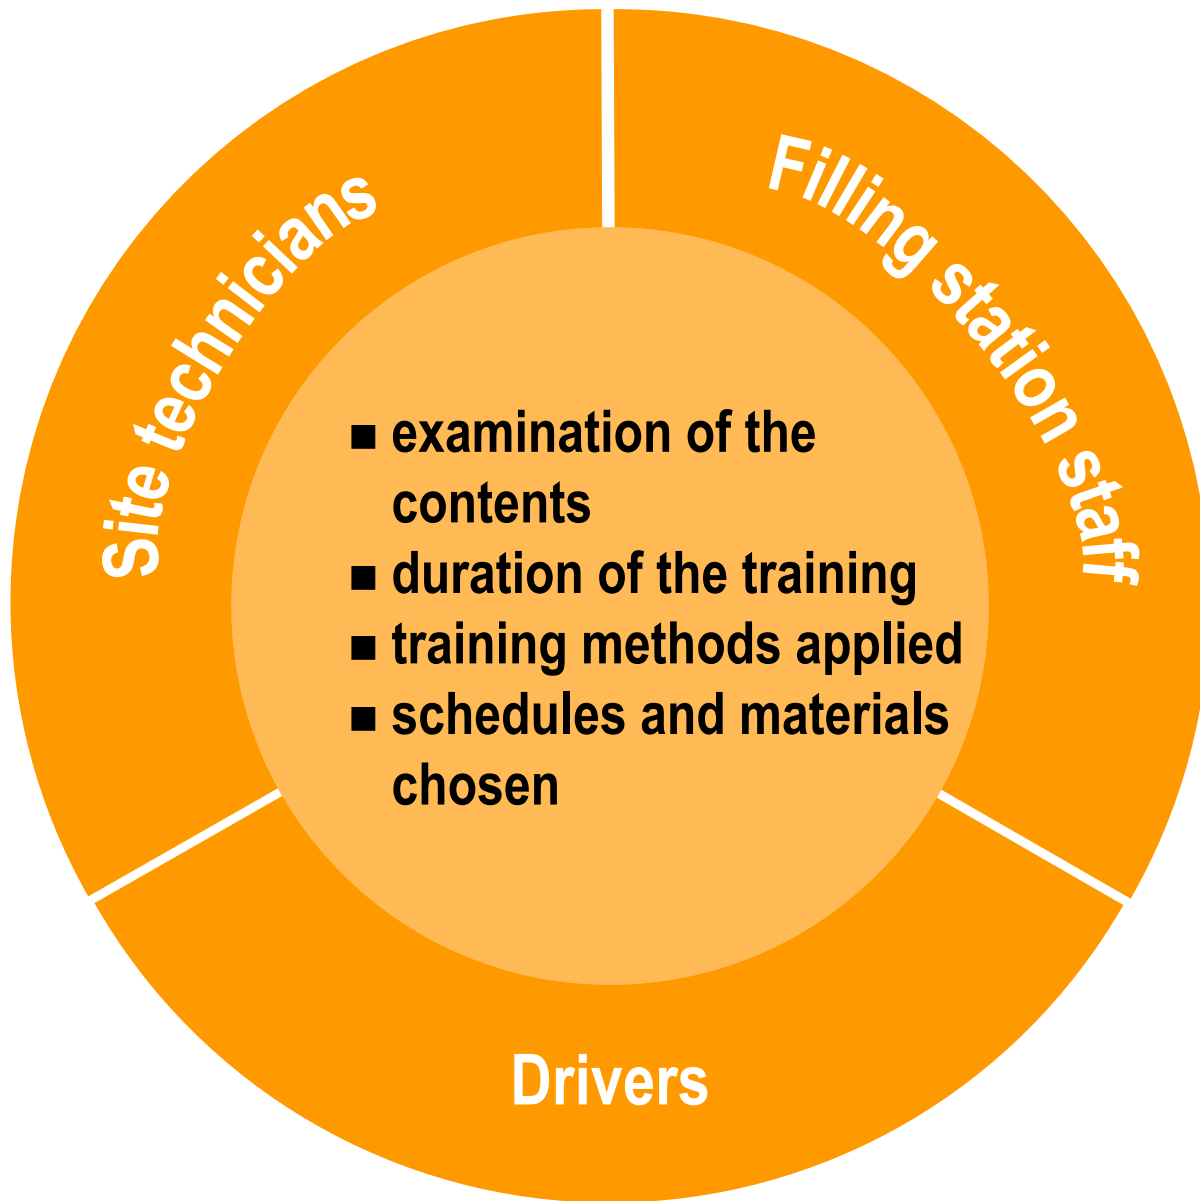 Site technicians
Filling station staff
■ examination of the
contents
■ duration of the training
■ training methods applied
■ schedules and materials
chosen
Drivers